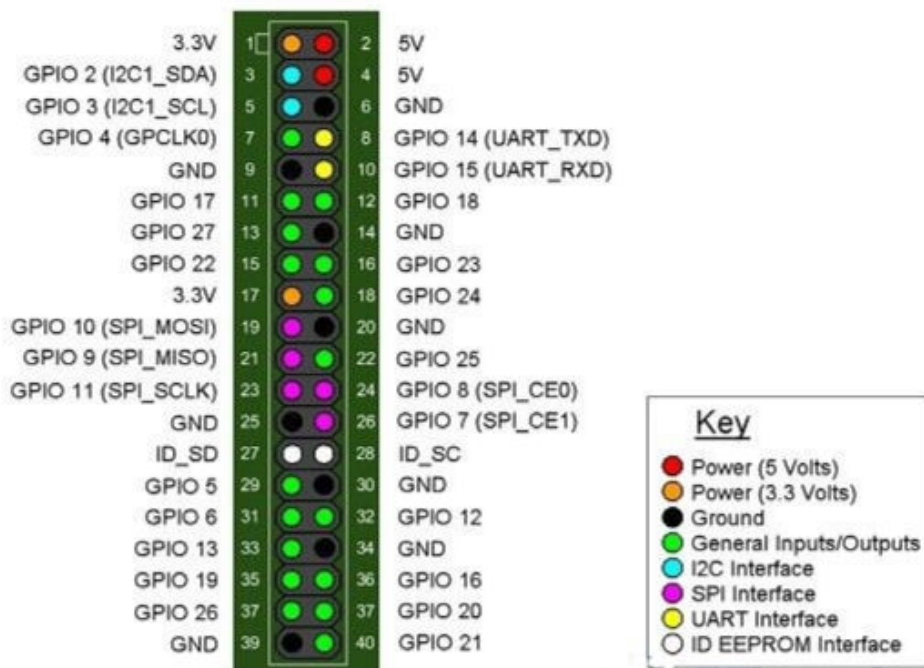 3.3V 1 2 5V
GPIO 2 (I2C1_SDA) 3 4 5V
GPIO 3 (I2C1_SCL) 5 6 GND
GPIO 4 (GPCLK0) 7 8 GPIO 14 (UART_TXD)
GND 9 10 GPIO 15 (UART_RXD)
GPIO 17 11 12 GPIO 18
GPIO 27 13 14 GND
GPIO 22 15 16 GPIO 23
3.3V 17 18 GPIO 24
GPIO 10 (SPI_MOSI) 19 20 GND
GPIO 9 (SPI_MISO) 21 22 GPIO 25
GPIO 11 (SPI_SCLK) 23 24 GPIO 8 (SPI_CE0)
GND 25 26 GPIO 7 (SPI_CE1)
ID_SD 27 28 ID_SC
GPIO 5 29 30 GND
GPIO 6 31 32 GPIO 12
GPIO 13 33 34 GND
GPIO 19 35 36 GPIO 16
GPIO 26 37 37 GPIO 20
GND 39 40 GPIO 21
Key
Power (5 Volts)
Power (3.3 Volts)
Ground
General Inputs/Outputs
I2C Interface
SPI Interface
UART Interface
ID EEPROM Interface